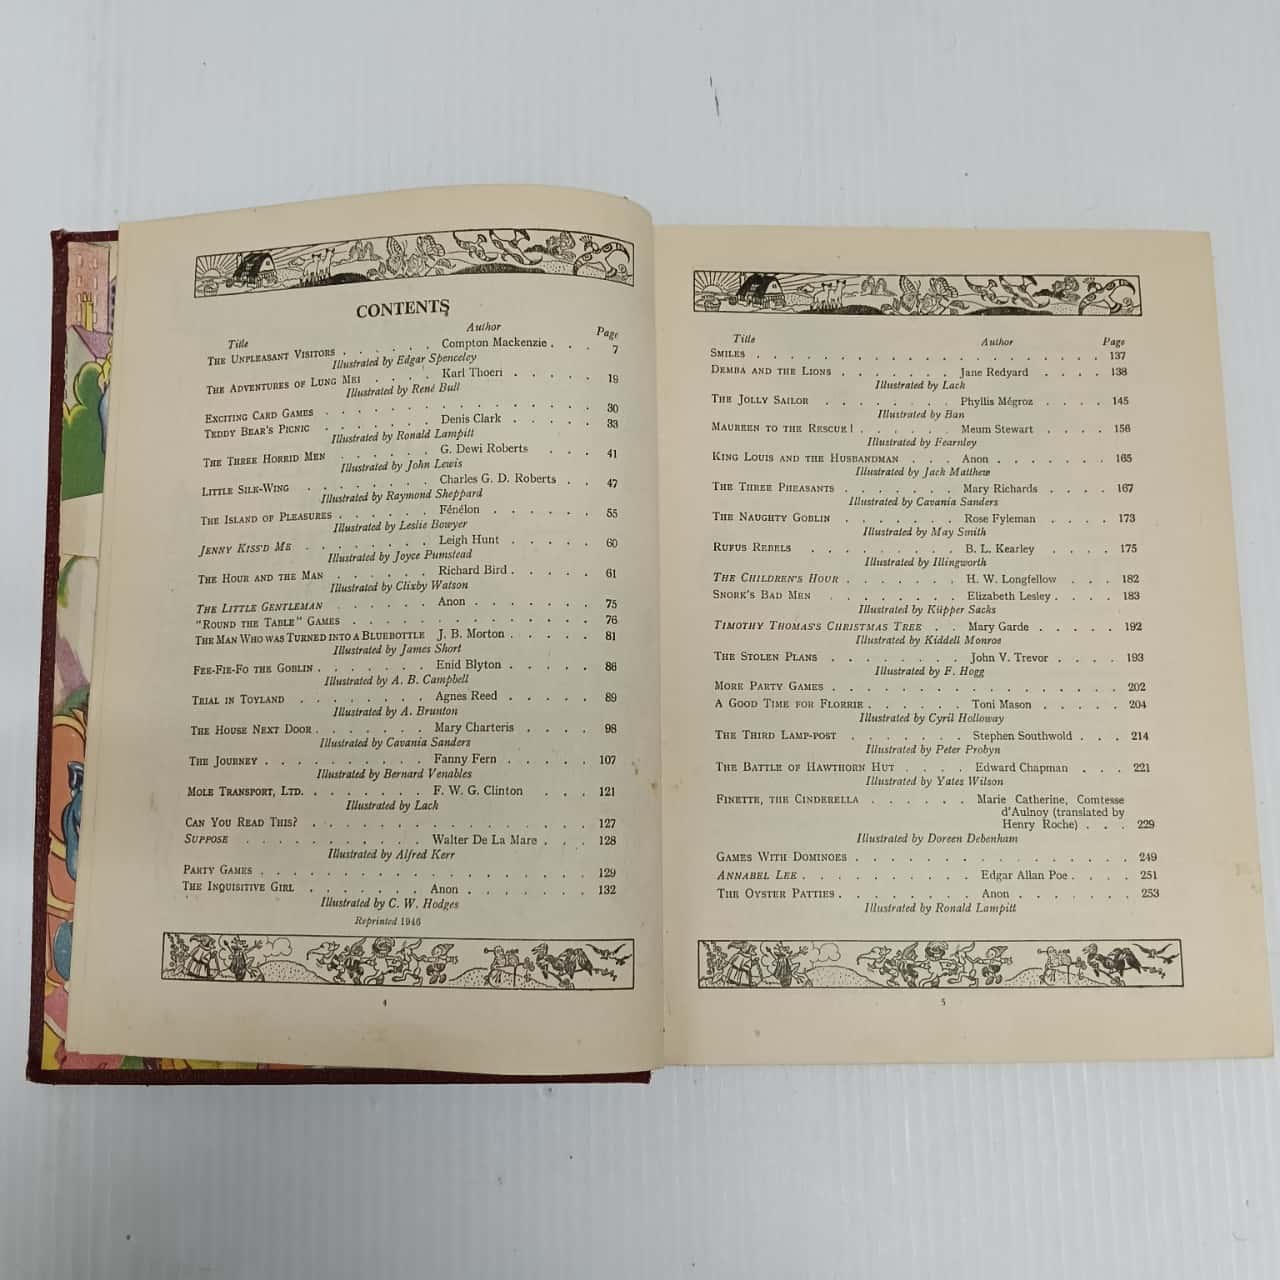 CONTENTS
Title Author Page
THE UNPLEASANT VISITORS . . . . . . Compton Mackenzie . . . . 7
Illustrated by Edgar Spenceley
THE ADVENTURES OF LUNG MEI . . . . Karl Thoeri . . . . . 19
Illustrated by René Bull
EXCITING CARD GAMES . . . . . . . . . . . . . . . . 30
TEDDY BEAR'S PICNIC . . . . . . . Denis Clark . . . . . 33
Illustrated by Ronald Lampitt
THE THREE HORRID MEN . . . . . . G. Dewi Roberts . . . 41
Illustrated by John Lewis
LITTLE SILK-WING . . . . . . . . Charles G. D. Roberts . . 47
Illustrated by Raymond Sheppard
THE ISLAND OF PLEASURES . . . . . . Fénélon . . . . . 55
Illustrated by Leslie Bowyer
JENNY KISS'D ME . . . . . . . . Leigh Hunt . . . . . 60
Illustrated by Joyce Pumstead
THE HOUR AND THE MAN . . . . . . Richard Bird . . . . . 61
Illustrated by Clixby Watson
THE LITTLE GENTLEMAN . . . . . . Anon . . . . . . . 75
"ROUND THE TABLE" GAMES . . . . . . . . . . . . . . 76
THE MAN WHO WAS TURNED INTO A BLUEBOTTLE J. B. Morton . . . . . 81
Illustrated by James Short
FEE-FIE-FO THE GOBLIN . . . . . . . Enid Blyton . . . . . 86
Illustrated by A. B. Campbell
TRIAL IN TOYLAND . . . . . . . . Agnes Reed . . . . . 89
Illustrated by A. Brunton
THE HOUSE NEXT DOOR . . . . . . . Mary Charteris . . . . 98
Illustrated by Cavania Sanders
THE JOURNEY . . . . . . . . . Fanny Fern . . . . . 107
Illustrated by Bernard Venables
MOLE TRANSPORT, LTD. . . . . . . . F. W. G. Clinton . . . 121
Illustrated by Lack
CAN YOU READ THIS? . . . . . . . . . . . . . . . . 127
SUPPOSE . . . . . . . . . . . Walter De La Mare . . . 128
Illustrated by Alfred Kerr
PARTY GAMES . . . . . . . . . . . . . . . . . . . 129
THE INQUISITIVE GIRL . . . . . . . Anon . . . . . . . 132
Illustrated by C. W. Hodges
Reprinted 1946
4
Title Author Page
SMILES . . . . . . . . . . . . . . . . . . . . . . 137
DEMBA AND THE LIONS . . . . . . . Jane Redyard . . . . 138
Illustrated by Lack
THE JOLLY SAILOR . . . . . . . . Phyllis Mégroz . . . . 145
Illustrated by Ban
MAUREEN TO THE RESCUE! . . . . . . Meum Stewart . . . . 156
Illustrated by Fearnley
KING LOUIS AND THE HUSBANDMAN . . . Anon . . . . . . . 165
Illustrated by Jack Matthew
THE THREE PHEASANTS . . . . . . . Mary Richards . . . . 167
Illustrated by Cavania Sanders
THE NAUGHTY GOBLIN . . . . . . . Rose Fyleman . . . . 173
Illustrated by May Smith
RUFUS REBELS . . . . . . . . . B. L. Kearley . . . . 175
Illustrated by Illingworth
THE CHILDREN'S HOUR . . . . . . . H. W. Longfellow . . . 182
SNORK'S BAD MEN . . . . . . . . Elizabeth Lesley . . . . 183
Illustrated by Küpper Sacks
TIMOTHY THOMAS'S CHRISTMAS TREE . . Mary Garde . . . . . 192
Illustrated by Kiddell Monroe
THE STOLEN PLANS . . . . . . . . John V. Trevor . . . . 193
Illustrated by F. Hogg
MORE PARTY GAMES . . . . . . . . . . . . . . . . . 202
A GOOD TIME FOR FLORRIE . . . . . . Toni Mason . . . . . 204
Illustrated by Cyril Holloway
THE THIRD LAMP-POST . . . . . . . Stephen Southwold . . . 214
Illustrated by Peter Probyn
THE BATTLE OF HAWTHORN HUT . . . . Edward Chapman . . . 221
Illustrated by Yates Wilson
FINETTE, THE CINDERELLA . . . . . . Marie Catherine, Comtesse
d'Aulnoy (translated by
Henry Roche) . . . 229
Illustrated by Doreen Debenham
GAMES WITH DOMINOES . . . . . . . . . . . . . . . . 249
ANNABEL LEE . . . . . . . . . . Edgar Allan Poe . . . . 251
THE OYSTER PATTIES . . . . . . . . Anon . . . . . . . 253
Illustrated by Ronald Lampitt
5